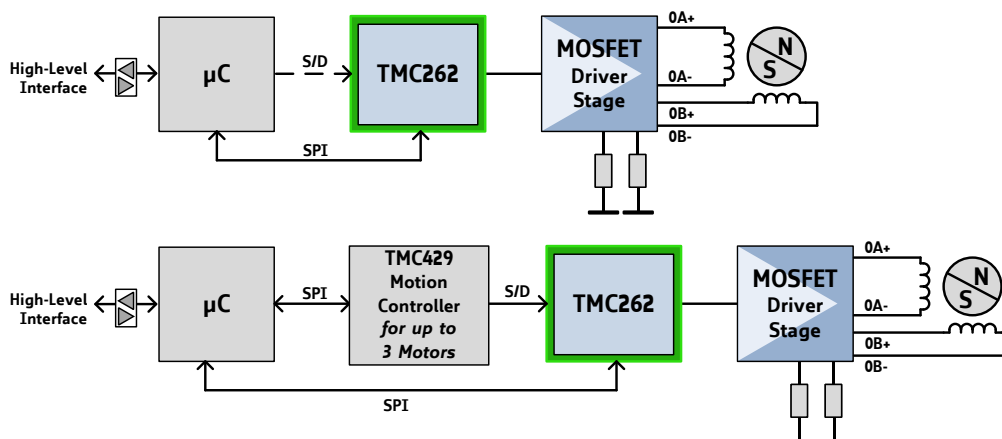 High-Level
Interface
µC
S/D
SPI
TMC262
MOSFET
Driver
Stage
0A+
0A-
0B+
0B-
N
S
High-Level
Interface
µC
SPI
TMC429
Motion
Controller
for up to
3 Motors
S/D
SPI
TMC262
MOSFET
Driver
Stage
0A+
0A-
0B+
0B-
N
S